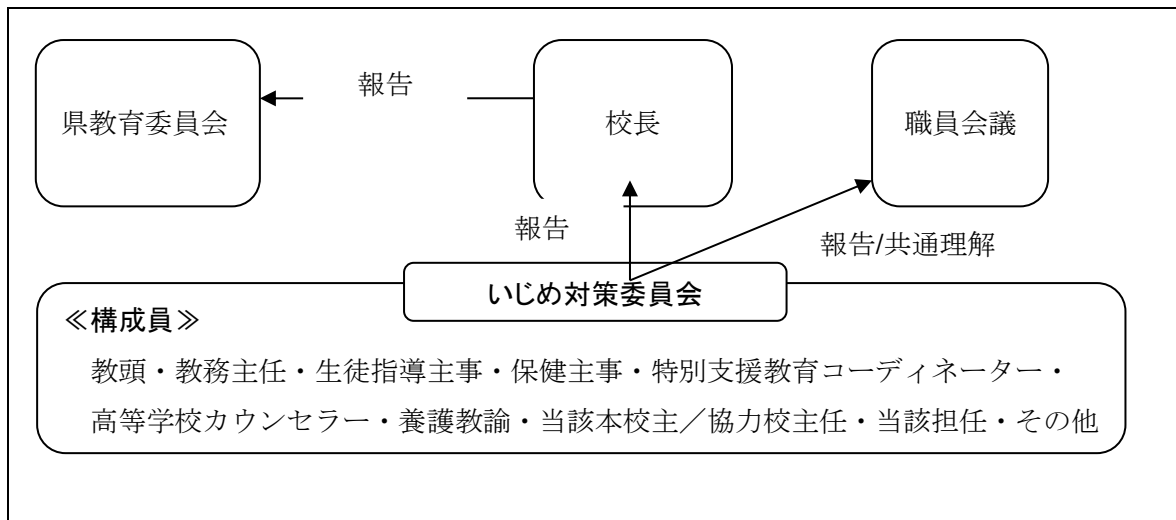 報告
県教育委員会
校長
職員会議
報告
報告/共通理解
いじめ対策委員会
≪構成員≫
教頭・教務主任・生徒指導主事・保健主事・特別支援教育コーディネーター・
高等学校カウンセラー・養護教諭・当該本校主／協力校主任・当該担任・その他